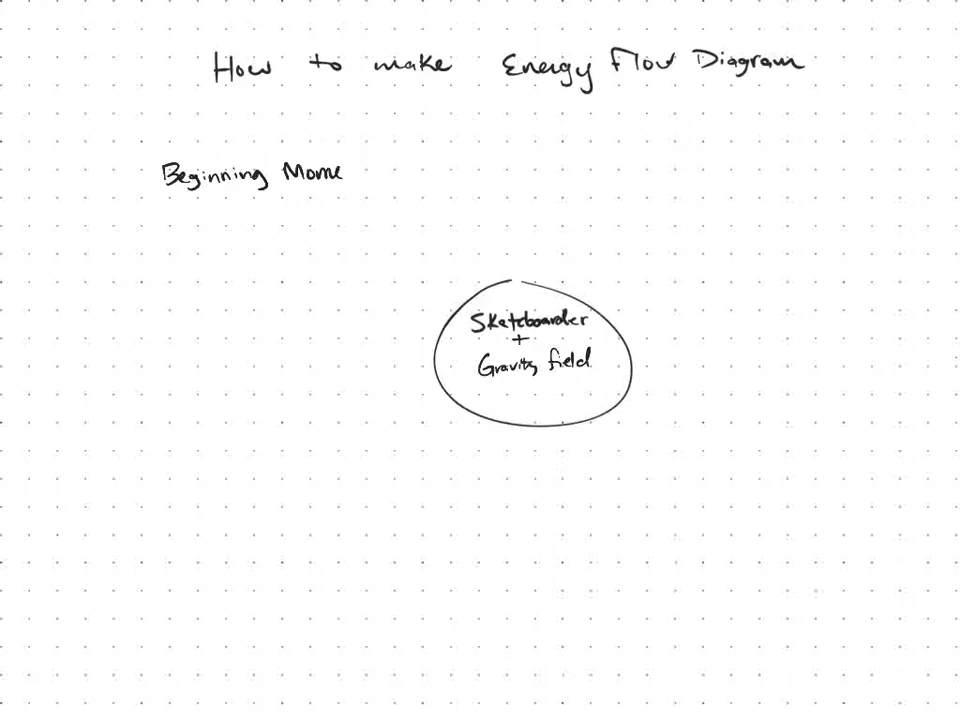 How to make Energy Flow Diagram
Beginning Mome
Skateboarder
+
Gravity field